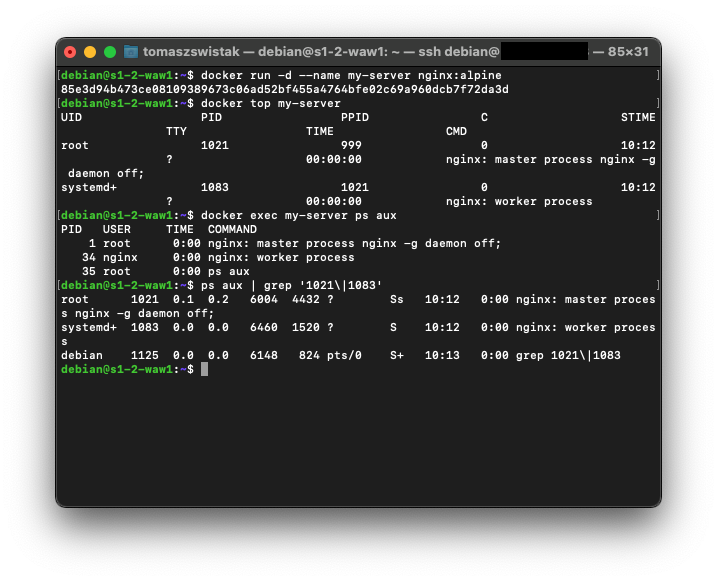 tomaszswistak — debian@s1-2-waw1: ~ — ssh debian@ — 85×31
[debian@s1-2-waw1:~$ docker run -d --name my-server nginx:alpine ]
85e3d94b473ce08109389673c06ad52bf455a4764bfe02c69a960dcb7f72da3d
[debian@s1-2-waw1:~$ docker top my-server ]
UID                 PID                 PPID                C                   STIME
               TTY                 TIME                CMD
root                1021                999                 0                   10:12
               ?                   00:00:00            nginx: master process nginx -g
 daemon off;
systemd+            1083                1021                0                   10:12
               ?                   00:00:00            nginx: worker process
[debian@s1-2-waw1:~$ docker exec my-server ps aux ]
PID   USER     TIME  COMMAND
    1 root      0:00 nginx: master process nginx -g daemon off;
   34 nginx     0:00 nginx: worker process
   35 root      0:00 ps aux
[debian@s1-2-waw1:~$ ps aux | grep '1021\|1083' ]
root      1021  0.1  0.2   6004  4432 ?        Ss   10:12   0:00 nginx: master proces
s nginx -g daemon off;
systemd+  1083  0.0  0.0   6460  1520 ?        S    10:12   0:00 nginx: worker proces
s
debian    1125  0.0  0.0   6148   824 pts/0    S+   10:13   0:00 grep 1021\|1083
debian@s1-2-waw1:~$